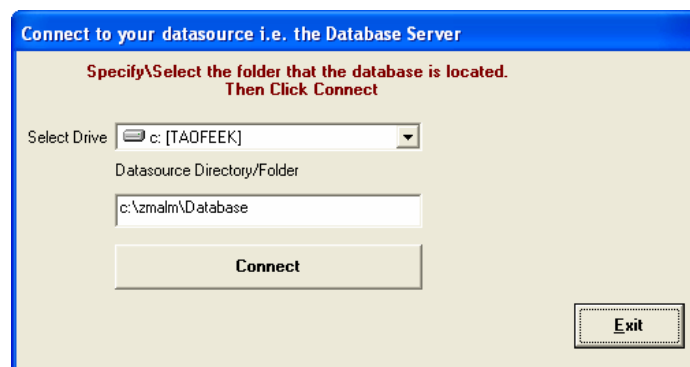 Connect to your datasource i.e. the Database Server
Specify\Select the folder that the database is located.
Then Click Connect
Select Drive c: [TAOFEEK]
Datasource Directory/Folder
c:\zmalm\Database
Connect
Exit